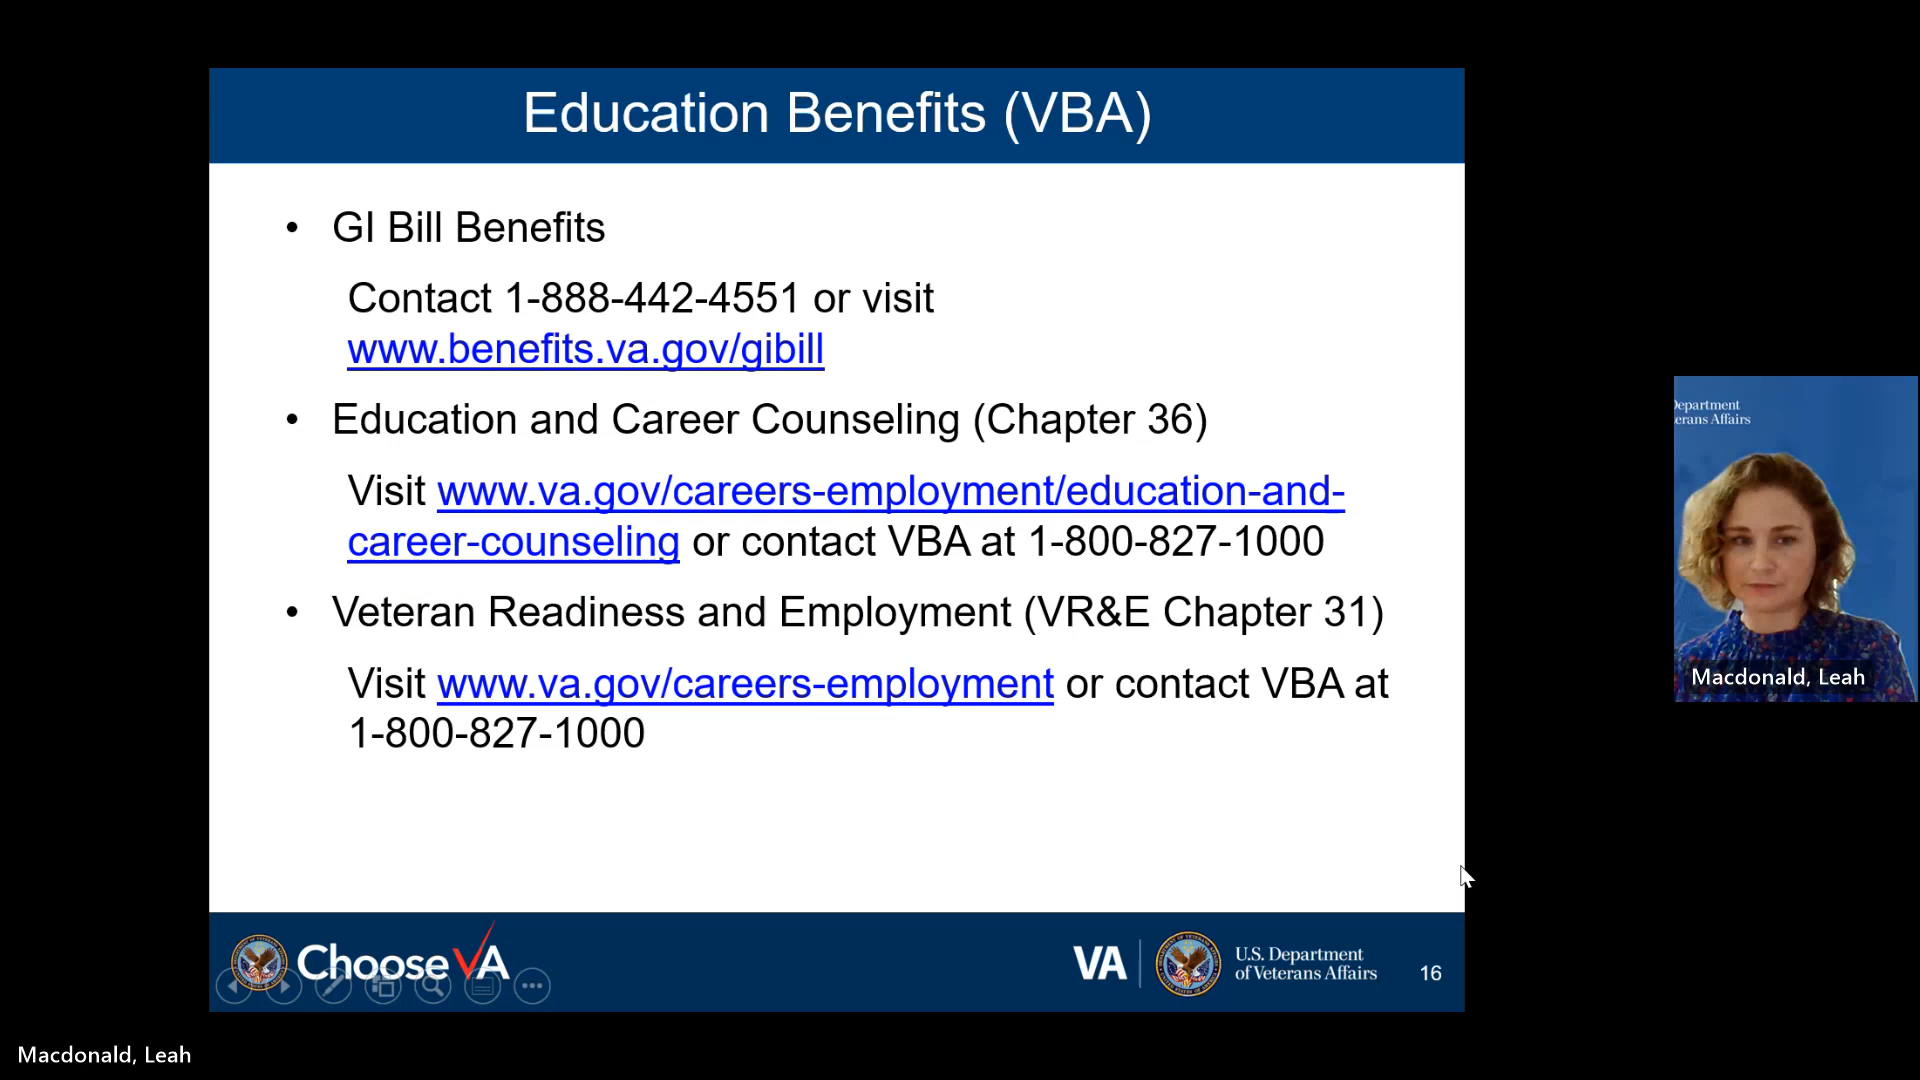 Education Benefits (VBA)
• GI Bill Benefits
Contact 1-888-442-4551 or visit
www.benefits.va.gov/gibill
• Education and Career Counseling (Chapter 36)
Visit www.va.gov/careers-employment/education-and-
career-counseling or contact VBA at 1-800-827-1000
• Veteran Readiness and Employment (VR&E Chapter 31)
Visit www.va.gov/careers-employment or contact VBA at
1-800-827-1000
Choose VA
VA
U.S. Department
of Veterans Affairs
16
Department
erans Affairs
Macdonald, Leah
Macdonald, Leah